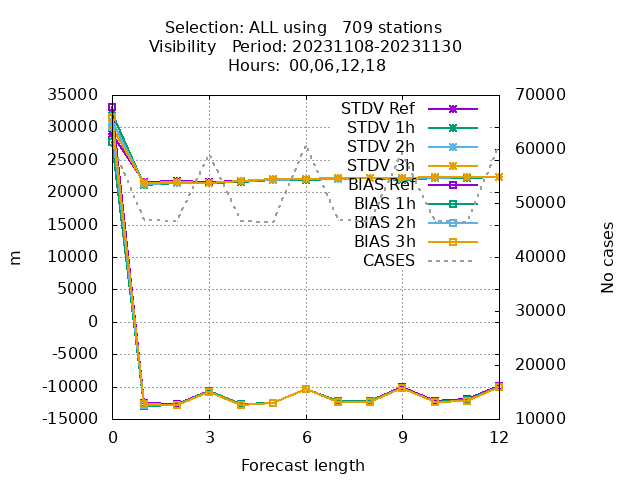 Selection: ALL using   709 stations
Visibility   Period: 20231108-20231130
Hours:  00,06,12,18
35000
30000
25000
20000
15000
10000
5000
0
-5000
-10000
-15000
70000
60000
50000
40000
30000
20000
10000
m
No cases
STDV Ref
STDV 1h
STDV 2h
STDV 3h
BIAS Ref
BIAS 1h
BIAS 2h
BIAS 3h
CASES
0 3 6 9 12
Forecast length